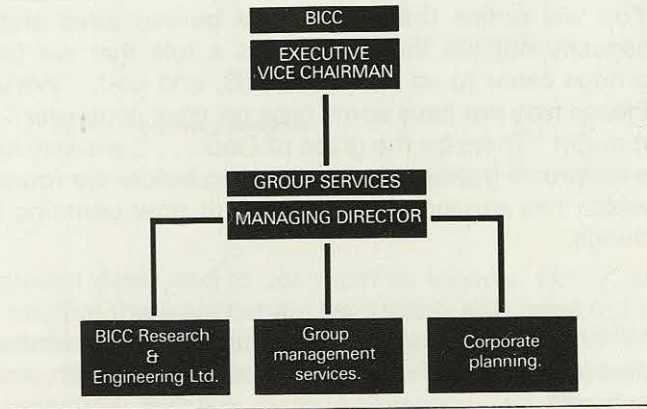 BICC
EXECUTIVE
VICE CHAIRMAN
GROUP SERVICES
MANAGING DIRECTOR
BICC Research
&
Engineering Ltd.
Group
management
services.
Corporate
planning.